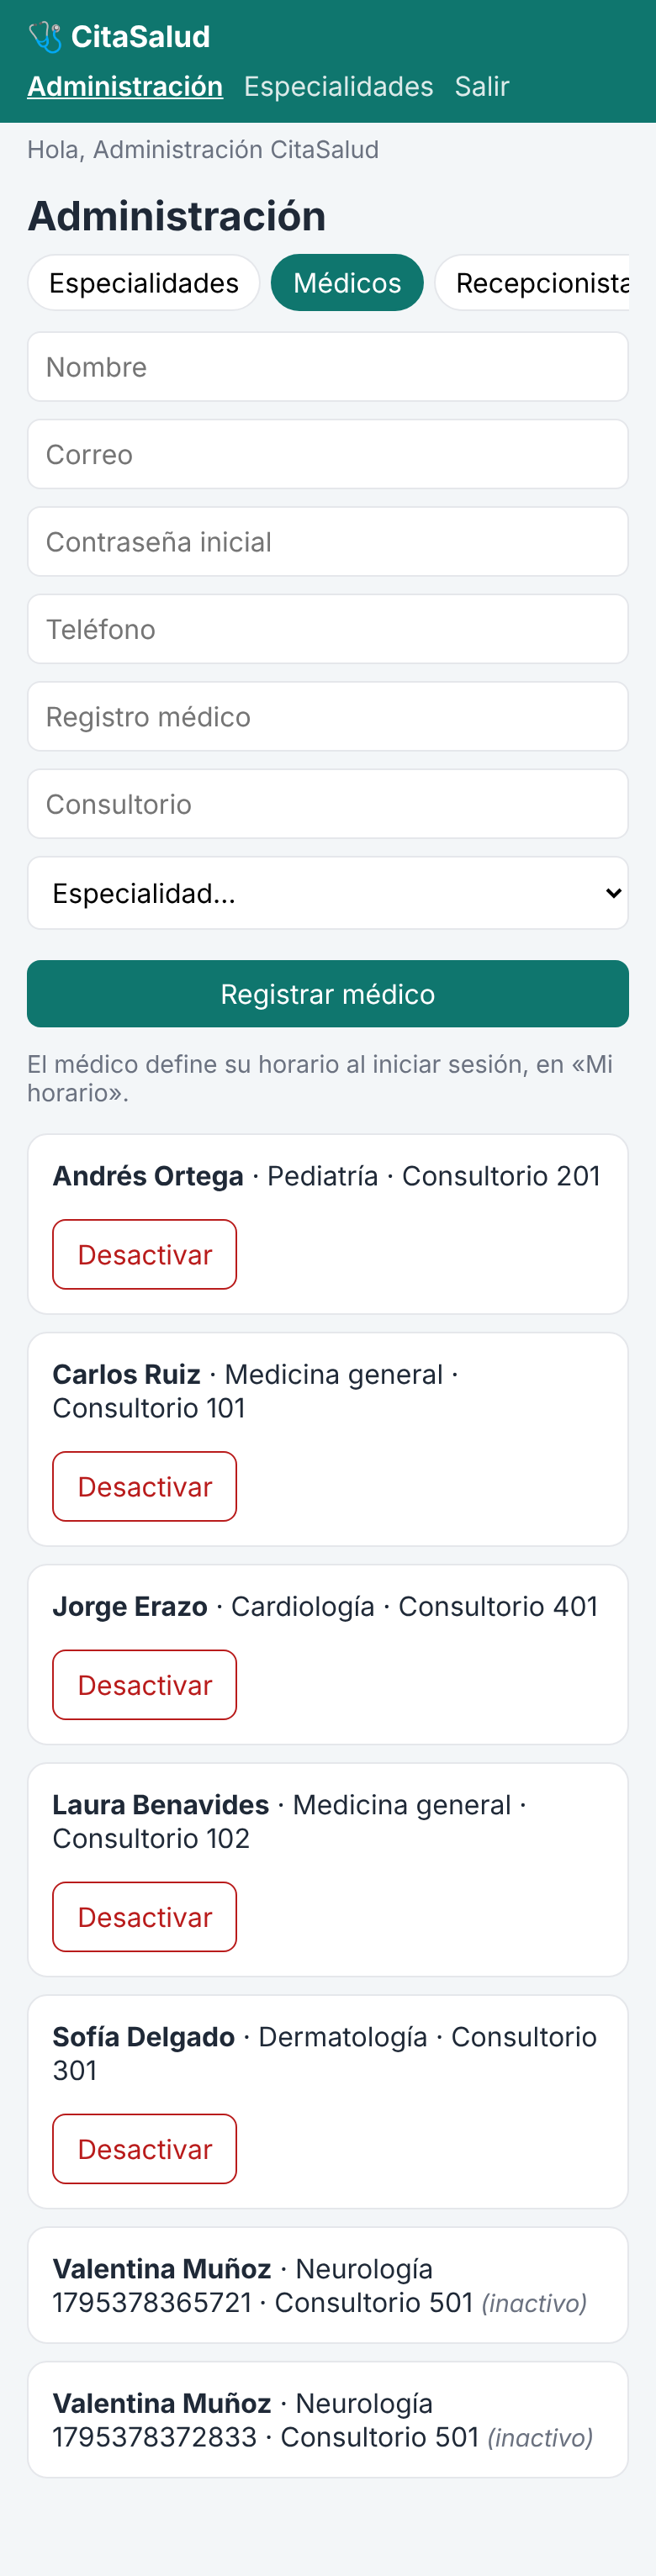 CitaSalud
Administración Especialidades Salir
Hola, Administración CitaSalud
Administración
Especialidades Médicos Recepcionista
Nombre
Correo
Contraseña inicial
Teléfono
Registro médico
Consultorio
Especialidad...
Registrar médico
El médico define su horario al iniciar sesión, en «Mi
horario».
Andrés Ortega · Pediatría · Consultorio 201
Desactivar
Carlos Ruiz · Medicina general ·
Consultorio 101
Desactivar
Jorge Erazo · Cardiología · Consultorio 401
Desactivar
Laura Benavides · Medicina general ·
Consultorio 102
Desactivar
Sofía Delgado · Dermatología · Consultorio
301
Desactivar
Valentina Muñoz · Neurología
1795378365721 · Consultorio 501 (inactivo)
Valentina Muñoz · Neurología
1795378372833 · Consultorio 501 (inactivo)